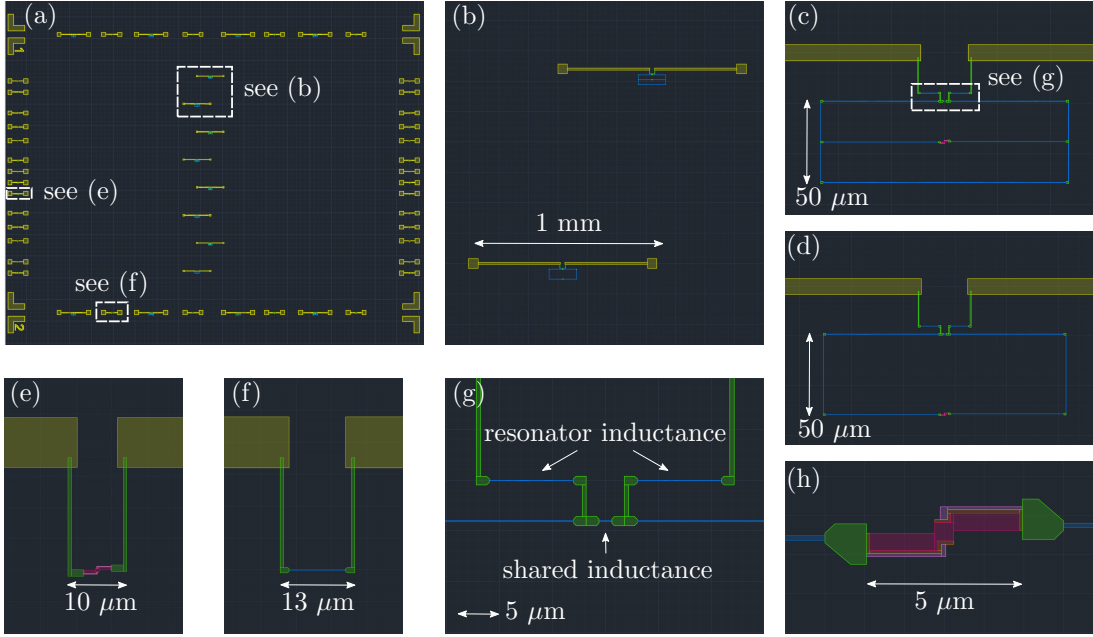 (a)
1
see (b)
see (e)
see (f)
2
(b)
1 mm
(c)
see (g)
50 μm
(d)
50 μm
(e)
10 μm
(f)
13 μm
(g)
resonator inductance
shared inductance
5 μm
(h)
5 μm